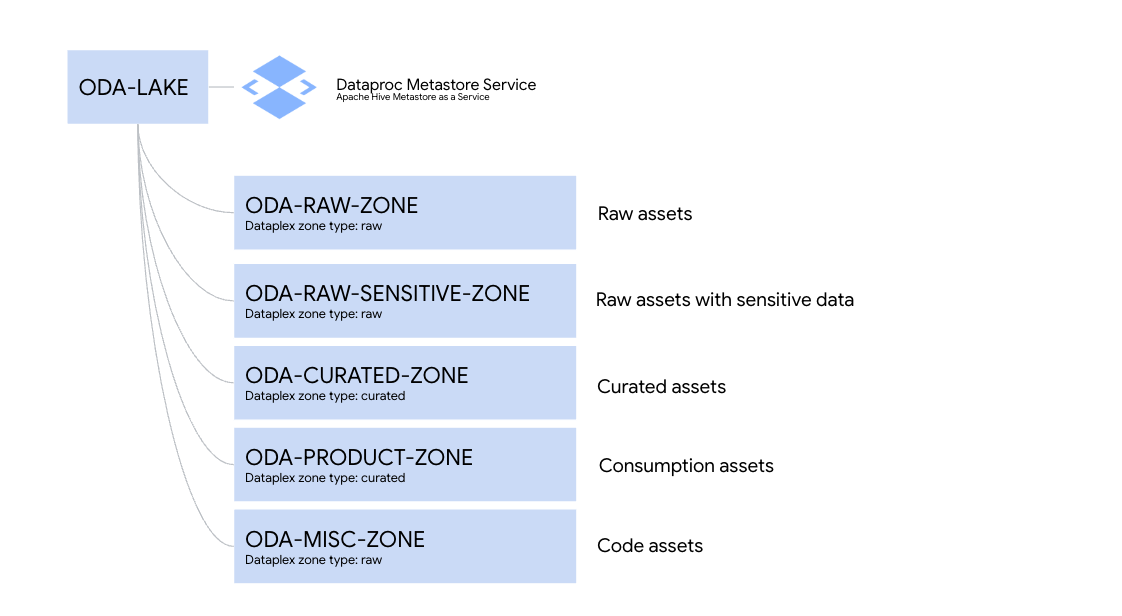 ODA-LAKE
Dataproc Metastore Service
Apache Hive Metastore as a Service
ODA-RAW-ZONE
Dataplex zone type: raw
Raw assets
ODA-RAW-SENSITIVE-ZONE
Dataplex zone type: raw
Raw assets with sensitive data
ODA-CURATED-ZONE
Dataplex zone type: curated
Curated assets
ODA-PRODUCT-ZONE
Dataplex zone type: curated
Consumption assets
ODA-MISC-ZONE
Dataplex zone type: raw
Code assets